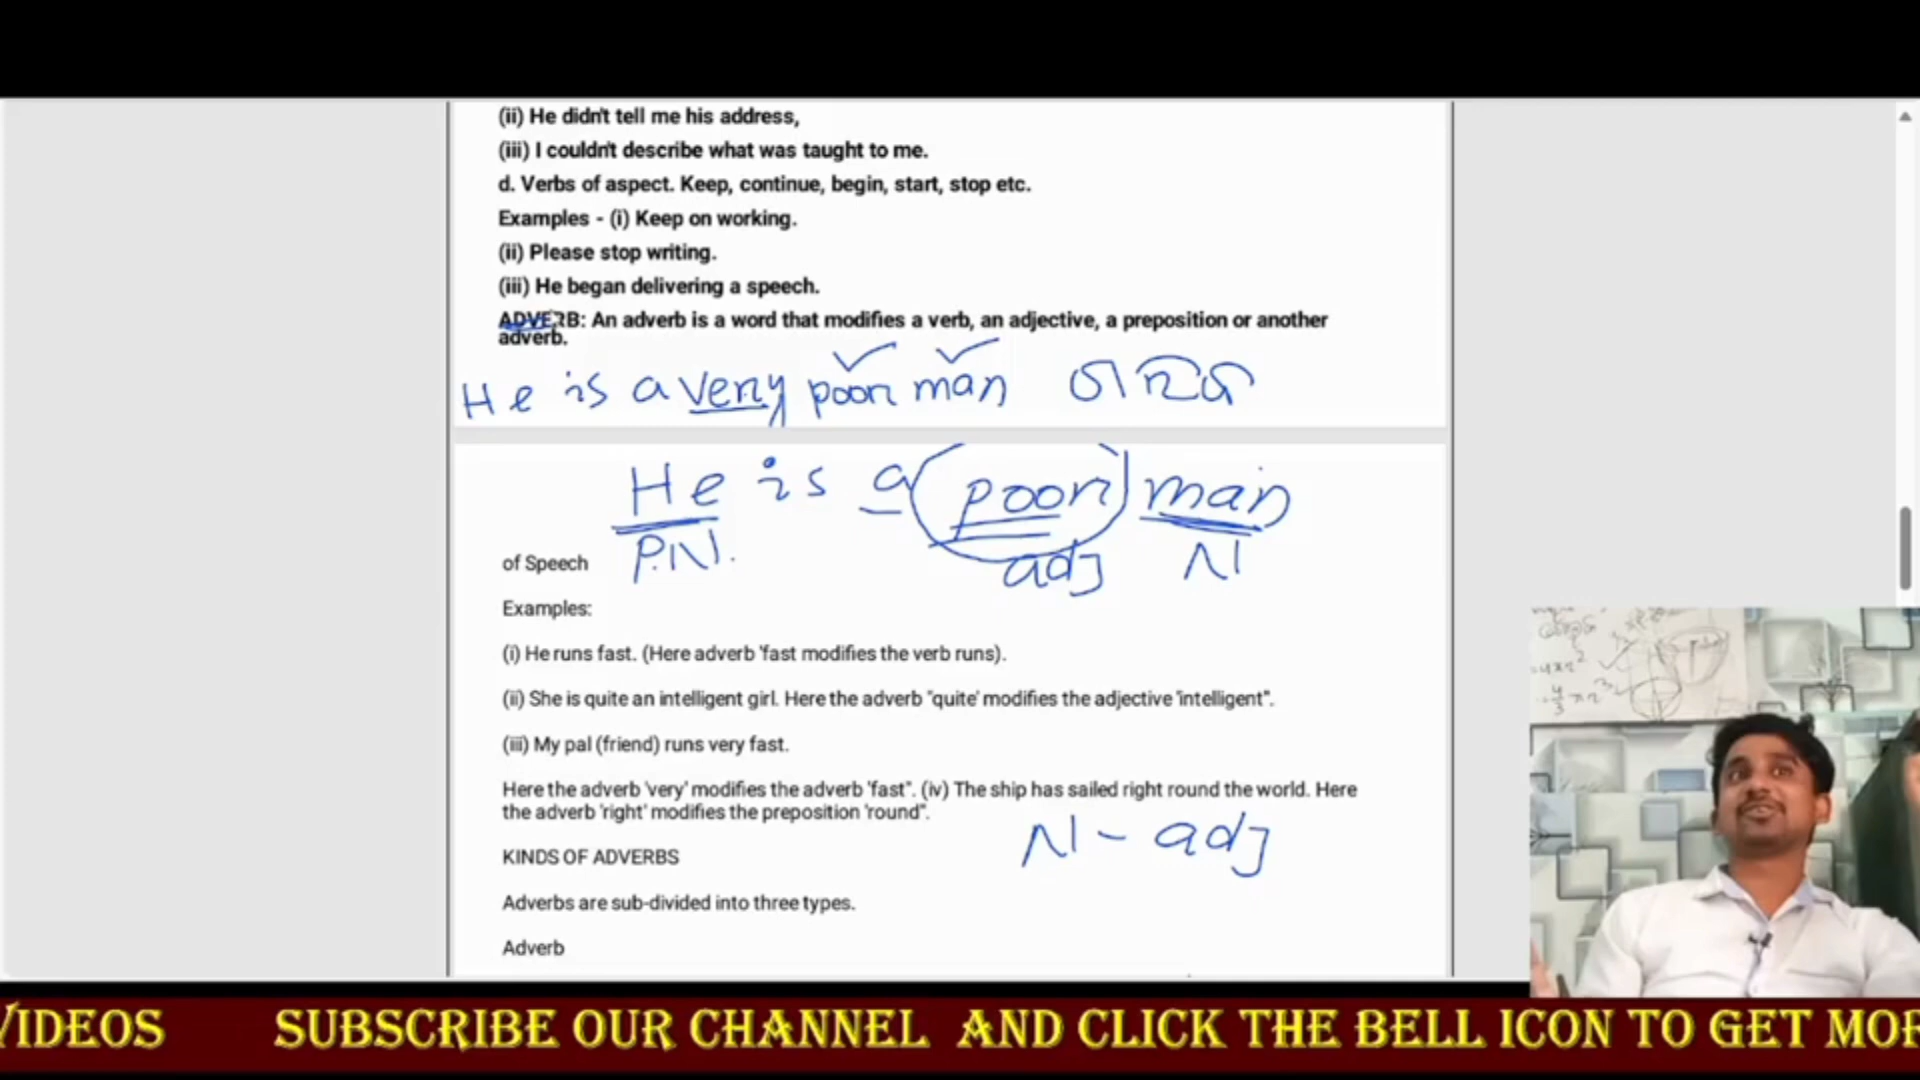 (ii) He didn't tell me his address,
(iii) I couldn't describe what was taught to me.
d. Verbs of aspect. Keep, continue, begin, start, stop etc.
Examples - (i) Keep on working.
(ii) Please stop writing.
(iii) He began delivering a speech.
ADVERB: An adverb is a word that modifies a verb, an adjective, a preposition or another
adverb.
He is a very poor man
He is a poor man
P.N. adj N
of Speech
Examples:
(i) He runs fast. (Here adverb 'fast modifies the verb runs).
(ii) She is quite an intelligent girl. Here the adverb "quite' modifies the adjective 'intelligent".
(iii) My pal (friend) runs very fast.
Here the adverb 'very' modifies the adverb 'fast". (iv) The ship has sailed right round the world. Here
the adverb 'right' modifies the preposition 'round".
N - adj
KINDS OF ADVERBS
Adverbs are sub-divided into three types.
Adverb
VIDEOS SUBSCRIBE OUR CHANNEL AND CLICK THE BELL ICON TO GET MOR